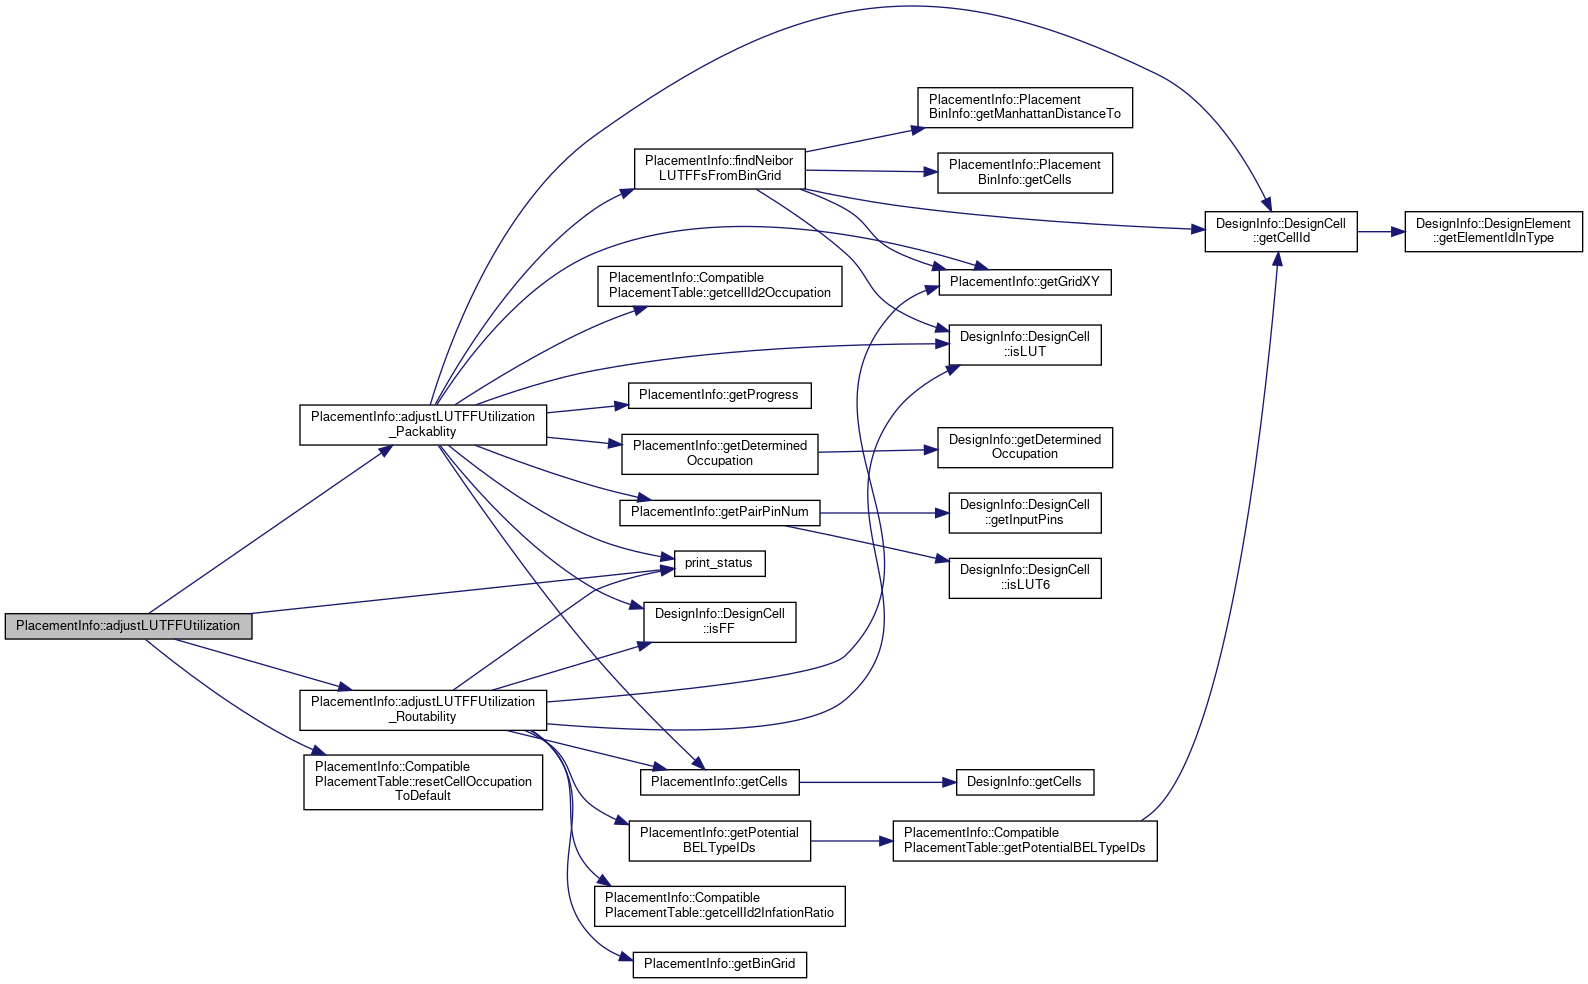 PlacementInfo::Placement
BinInfo::getManhattanDistanceTo
PlacementInfo::findNeibor
LUTFFsFromBinGrid
PlacementInfo::Placement
BinInfo::getCells
DesignInfo::DesignCell
::getCellId
DesignInfo::DesignElement
::getElementIdInType
PlacementInfo::Compatible
PlacementTable::getcellId2Occupation
PlacementInfo::getGridXY
DesignInfo::DesignCell
::isLUT
PlacementInfo::getProgress
PlacementInfo::adjustLUTFFUtilization
_Packablity
PlacementInfo::getDetermined
Occupation
DesignInfo::getDetermined
Occupation
PlacementInfo::getPairPinNum
DesignInfo::DesignCell
::getInputPins
print_status
DesignInfo::DesignCell
::isLUT6
PlacementInfo::adjustLUTFFUtilization
DesignInfo::DesignCell
::isFF
PlacementInfo::adjustLUTFFUtilization
_Routability
PlacementInfo::Compatible
PlacementTable::resetCellOccupation
ToDefault
PlacementInfo::getCells
DesignInfo::getCells
PlacementInfo::getPotential
BELTypeIDs
PlacementInfo::Compatible
PlacementTable::getPotentialBELTypeIDs
PlacementInfo::Compatible
PlacementTable::getcellId2InfationRatio
PlacementInfo::getBinGrid